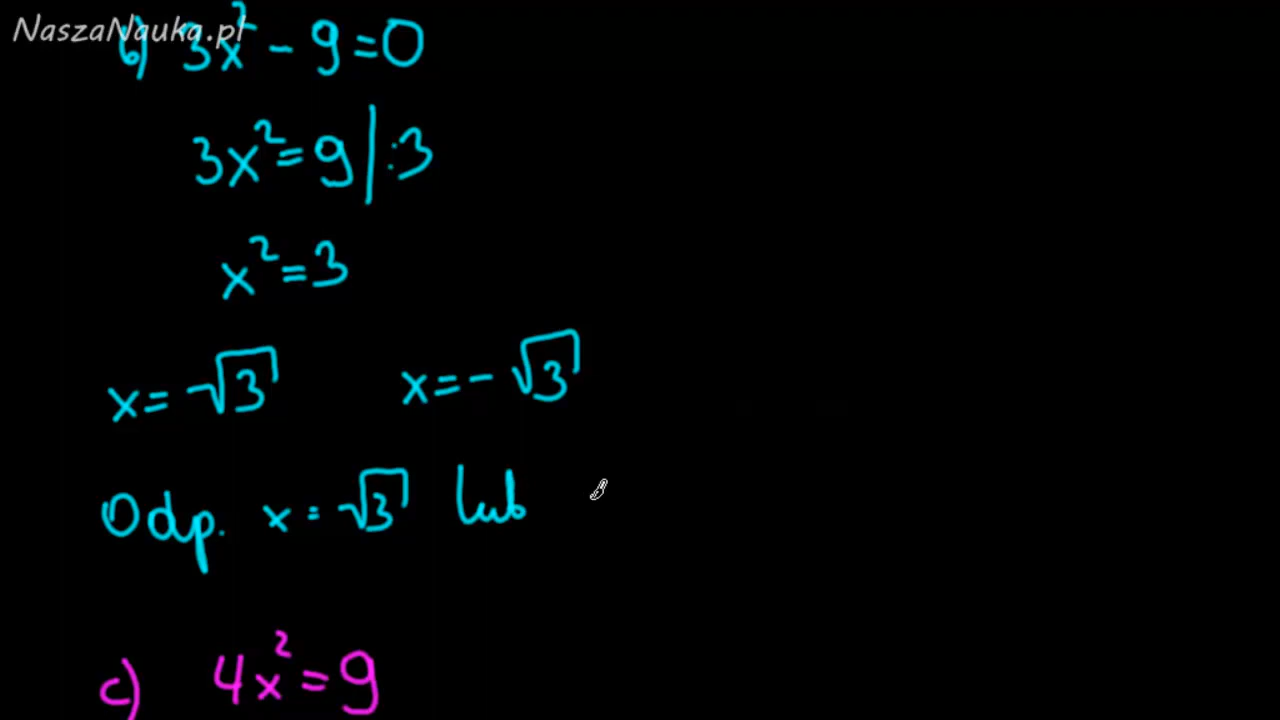 NaszaNauka.pl
b) 3x² - 9 = 0
3x² = 9 | :3
x² = 3
x = √3 x = - √3
Odp. x = √3 lub
c) 4x² = 9